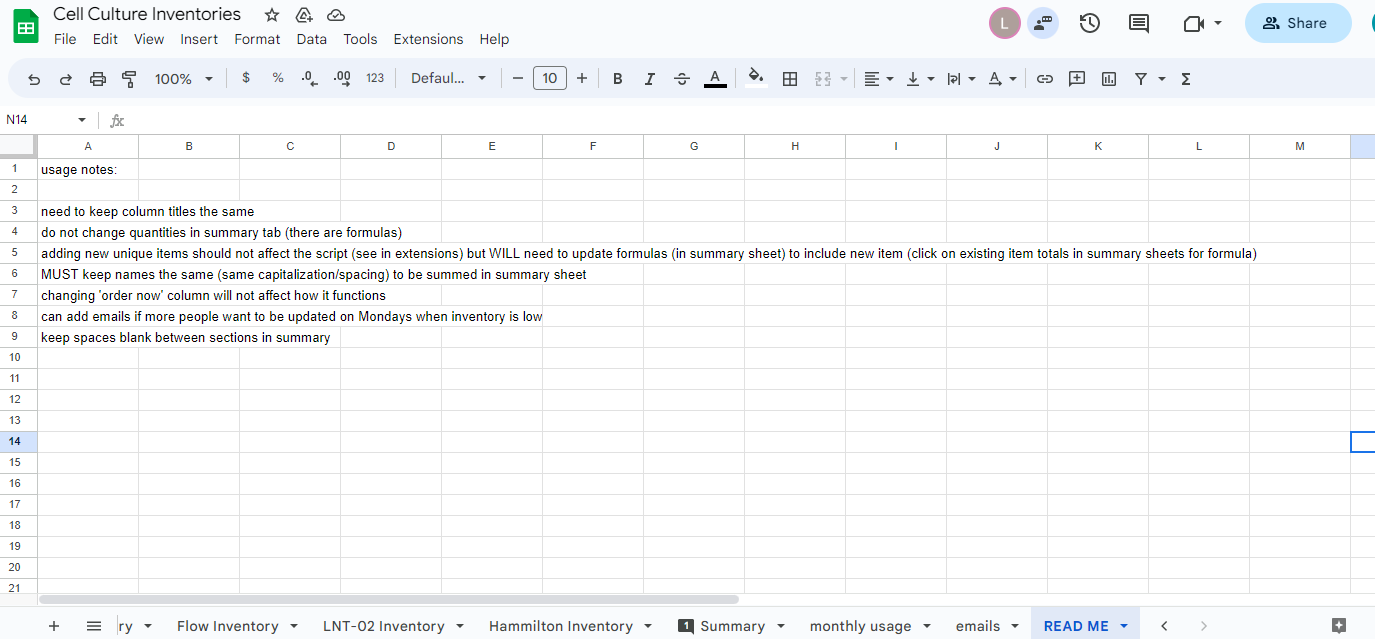 Cell Culture Inventories
File Edit View Insert Format Data Tools Extensions Help
L
Share
100% $ % .0 .00 123 Defaul... − 10 + B I S A A Σ
N14 fx
A B C D E F G H I J K L M
1 usage notes:
2
3 need to keep column titles the same
4 do not change quantities in summary tab (there are formulas)
5 adding new unique items should not affect the script (see in extensions) but WILL need to update formulas (in summary sheet) to include new item (click on existing item totals in summary sheets for formula)
6 MUST keep names the same (same capitalization/spacing) to be summed in summary sheet
7 changing 'order now' column will not affect how it functions
8 can add emails if more people want to be updated on Mondays when inventory is low
9 keep spaces blank between sections in summary
10
11
12
13
14
15
16
17
18
19
20
21
+ ry Flow Inventory LNT-02 Inventory Hammilton Inventory 1 Summary monthly usage emails READ ME < >